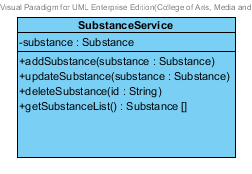 Visual Paradigm for UML Enterprise Edition(College of Arts, Media and
SubstanceService
-substance : Substance
+addSubstance(substance : Substance)
+updateSubstance(substance : Substance)
+deleteSubstance(id : String)
+getSubstanceList() : Substance []